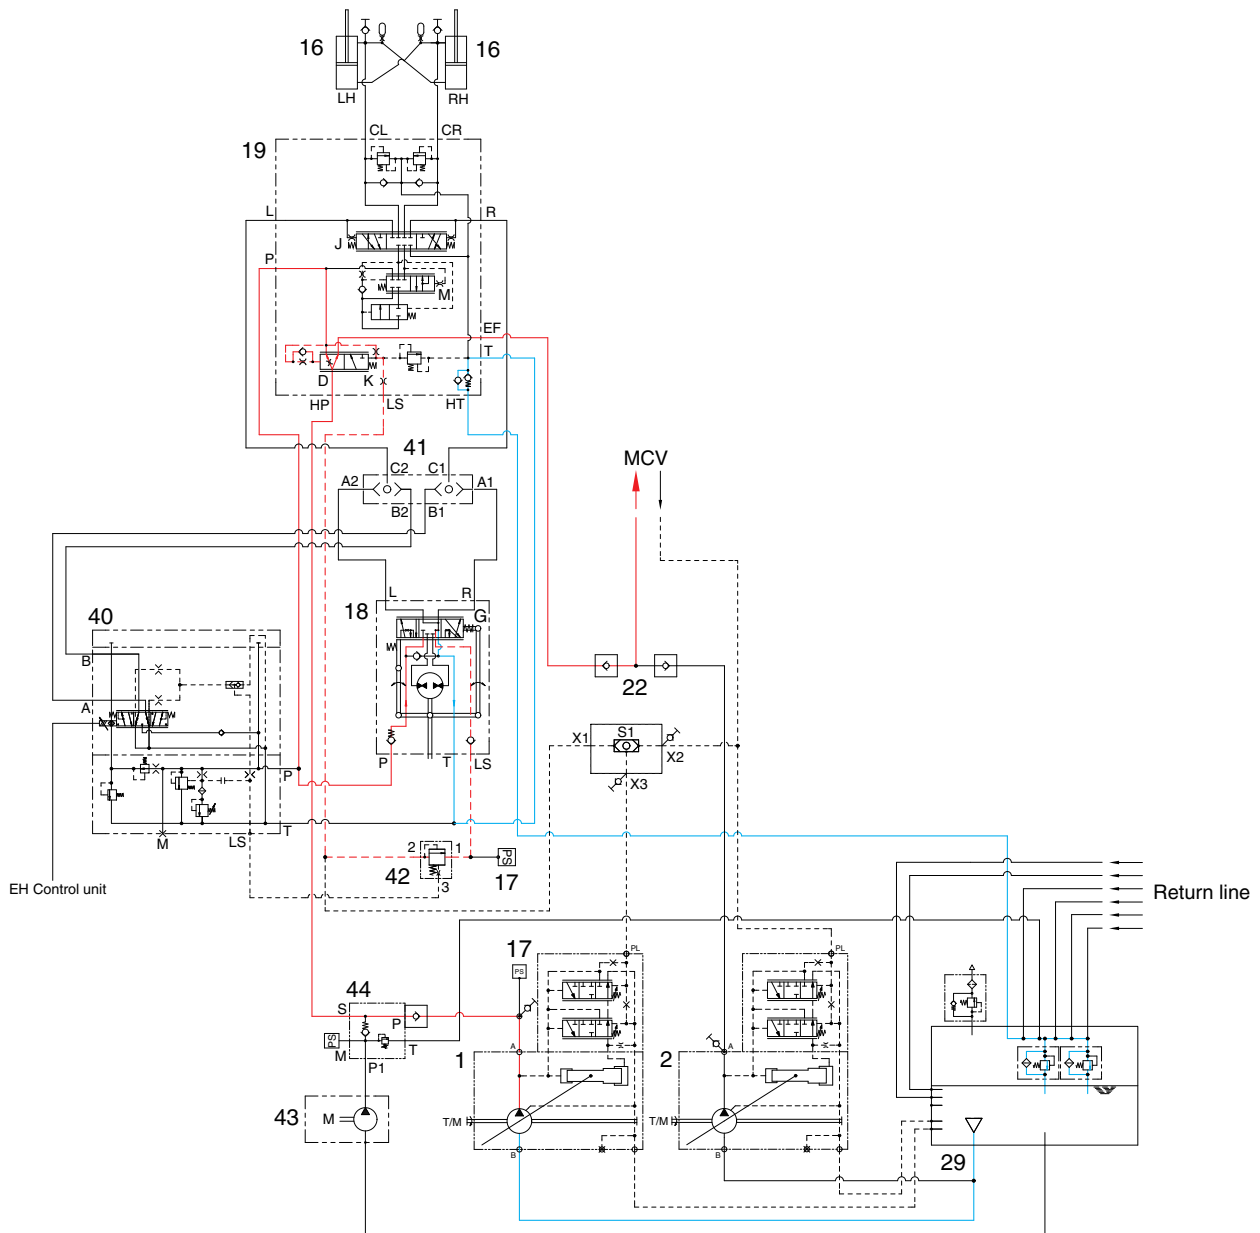 16
16
LH
RH
CL
CR
19
L
R
J
P
M
EF
T
D
K
HP
LS
HT
41
MCV
C2
C1
A2
A1
B2
B1
L
R
18
G
40
B
A
22
X1
S1
X2
X3
P
T
LS
P
T
M
LS
2
1
PS
42
3
17
EH Control unit
Return line
17
PS
PL
PL
44
S
P
PS
M
T
P1
A
A
1
2
43
M
T/M
T/M
B
B
29